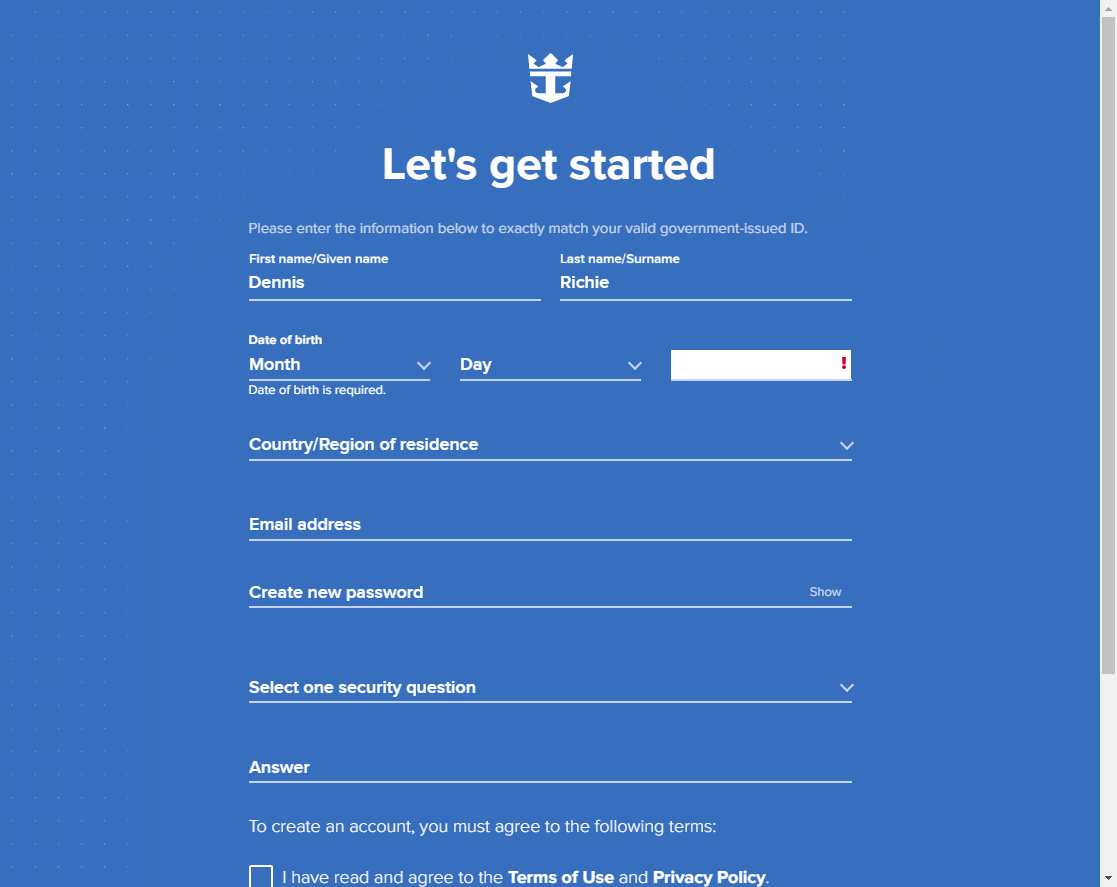 Let's get started
Please enter the information below to exactly match your valid government-issued ID.
First name/Given name Last name/Surname
Dennis Richie
Date of birth
Month Day !
Date of birth is required.
Country/Region of residence
Email address
Create new password Show
Select one security question
Answer
To create an account, you must agree to the following terms:
I have read and agree to the Terms of Use and Privacy Policy.